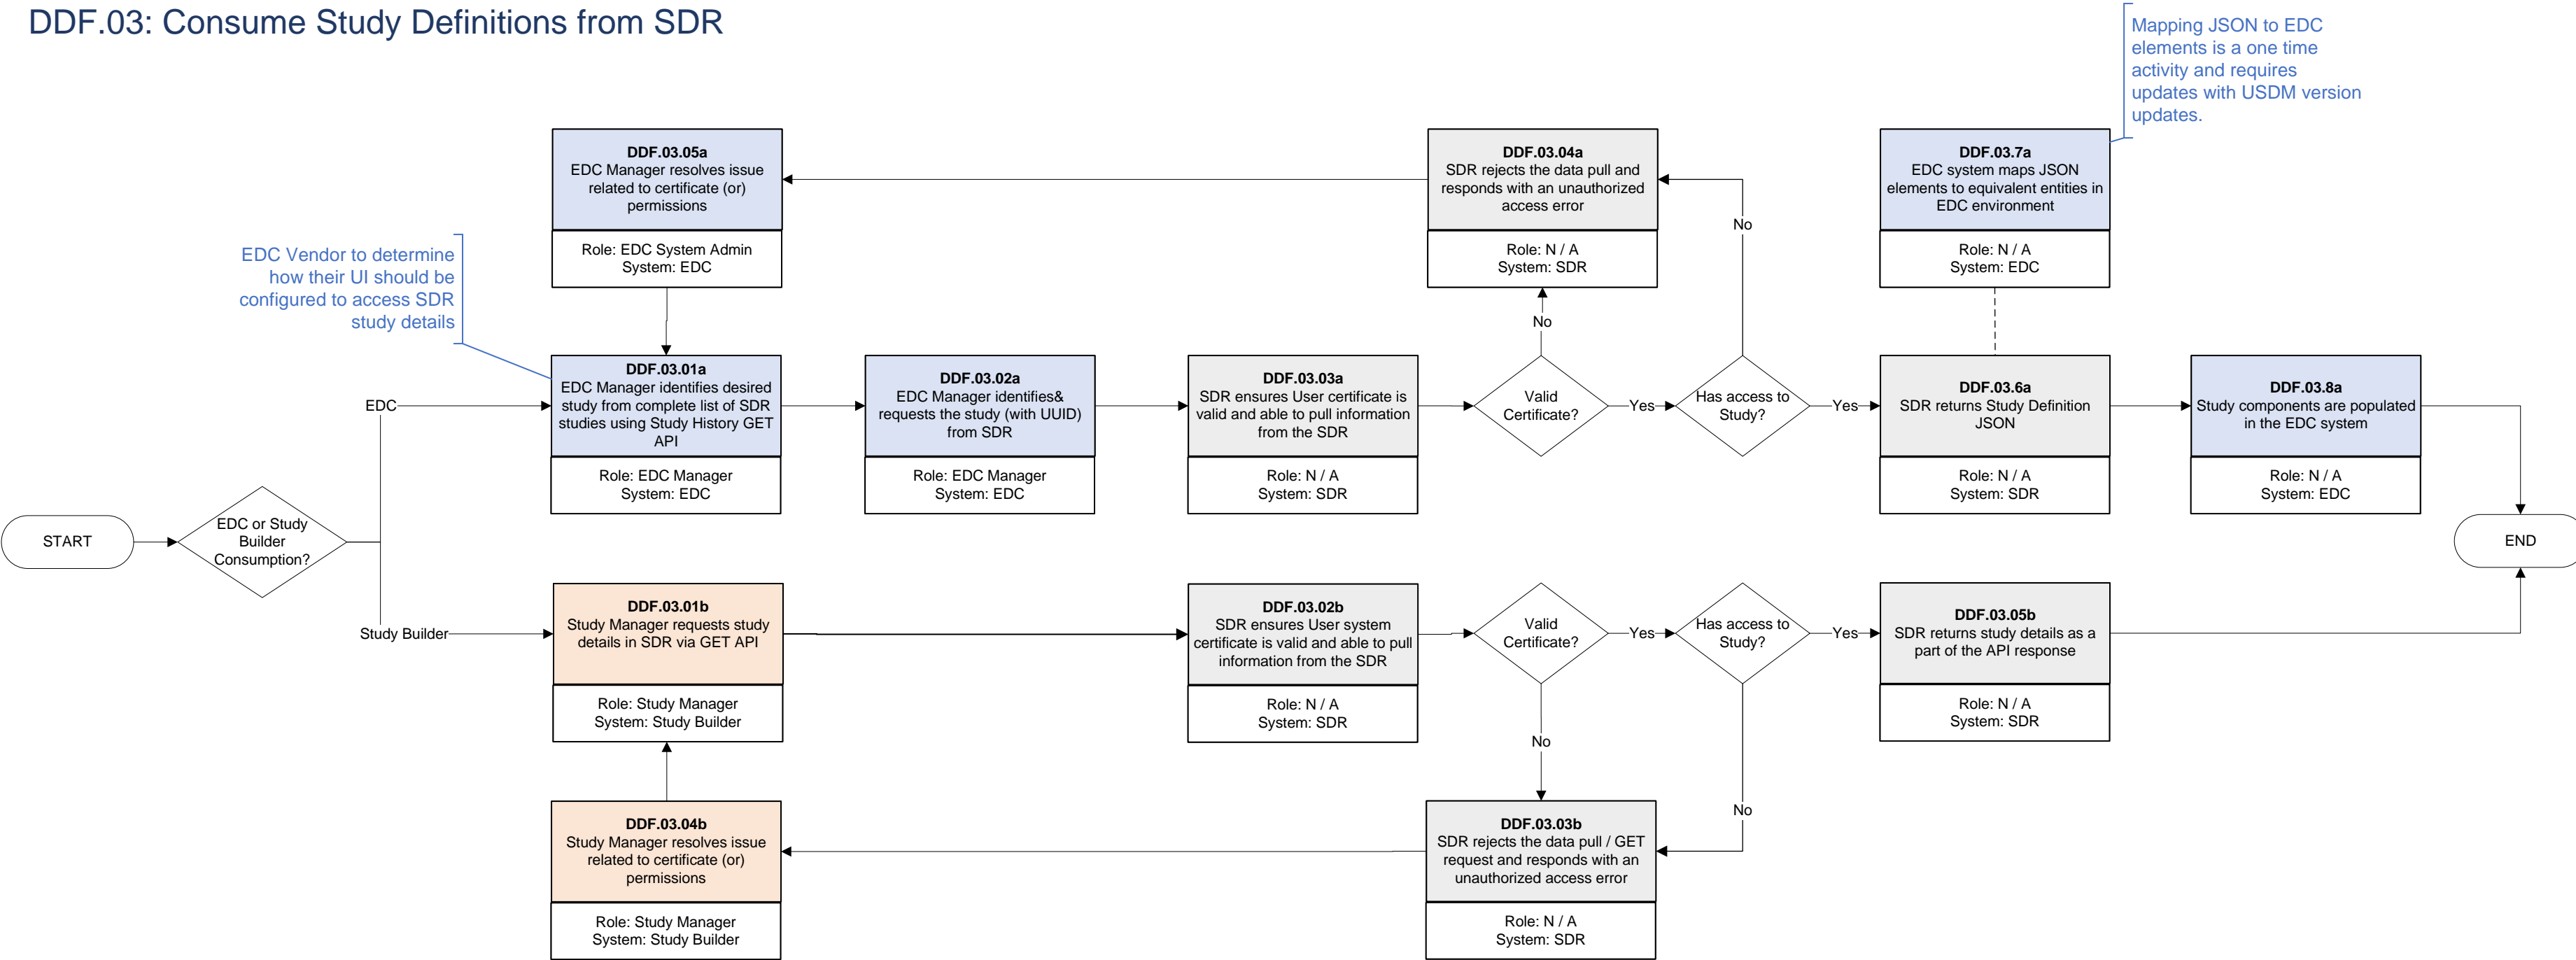 DDF.03: Consume Study Definitions from SDR
Mapping JSON to EDC
elements is a one time
activity and requires
updates with USDM version
updates.
DDF.03.05a
EDC Manager resolves issue
related to certificate (or)
permissions
Role: EDC System Admin
System: EDC
DDF.03.04a
SDR rejects the data pull and
responds with an unauthorized
access error
Role: N / A
System: SDR
No
No
DDF.03.7a
EDC system maps JSON
elements to equivalent entities in
EDC environment
Role: N / A
System: EDC
EDC Vendor to determine
how their UI should be
configured to access SDR
study details
EDC
DDF.03.01a
EDC Manager identifies desired
study from complete list of SDR
studies using Study History GET
API
Role: EDC Manager
System: EDC
DDF.03.02a
EDC Manager identifies&
requests the study (with UUID)
from SDR
Role: EDC Manager
System: EDC
DDF.03.03a
SDR ensures User certificate is
valid and able to pull information
from the SDR
Role: N / A
System: SDR
Valid
Certificate?
Yes
Has access to
Study?
Yes
DDF.03.6a
SDR returns Study Definition
JSON
Role: N / A
System: SDR
DDF.03.8a
Study components are populated
in the EDC system
Role: N / A
System: EDC
START
EDC or Study
Builder
Consumption?
END
Study Builder
DDF.03.01b
Study Manager requests study
details in SDR via GET API
Role: Study Manager
System: Study Builder
DDF.03.02b
SDR ensures User system
certificate is valid and able to pull
information from the SDR
Role: N / A
System: SDR
Valid
Certificate?
Yes
Has access to
Study?
Yes
DDF.03.05b
SDR returns study details as a
part of the API response
Role: N / A
System: SDR
No
No
DDF.03.04b
Study Manager resolves issue
related to certificate (or)
permissions
Role: Study Manager
System: Study Builder
DDF.03.03b
SDR rejects the data pull / GET
request and responds with an
unauthorized access error
Role: N / A
System: SDR